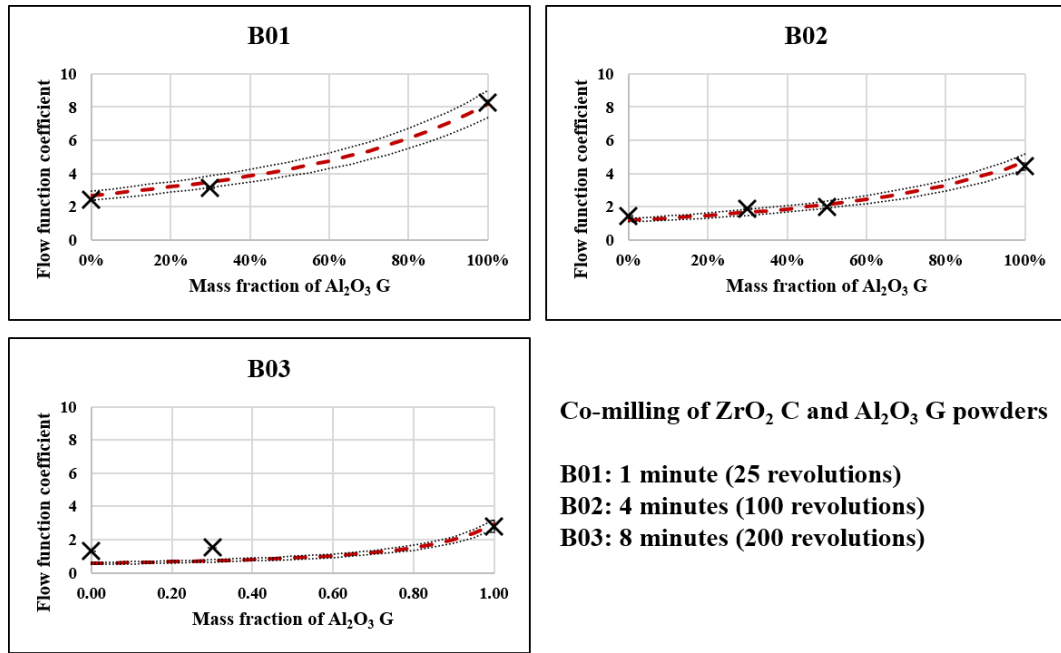 B01
Flow function coefficient
10
8
6
4
2
0
0% 20% 40% 60% 80% 100%
Mass fraction of Al₂O₃ G
B02
Flow function coefficient
10
8
6
4
2
0
0% 20% 40% 60% 80% 100%
Mass fraction of Al₂O₃ G
B03
Flow function coefficient
10
8
6
4
2
0
0.00 0.20 0.40 0.60 0.80 1.00
Mass fraction of Al₂O₃ G
Co-milling of ZrO₂ C and Al₂O₃ G powders
B01: 1 minute (25 revolutions)
B02: 4 minutes (100 revolutions)
B03: 8 minutes (200 revolutions)